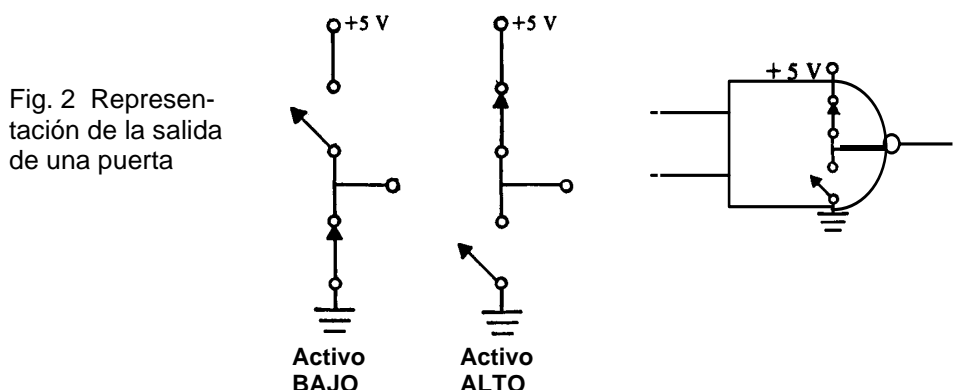 +5 V
+5 V
+ 5 V
Fig. 2 Represen-
tación de la salida
de una puerta
Activo
BAJO
Activo
ALTO